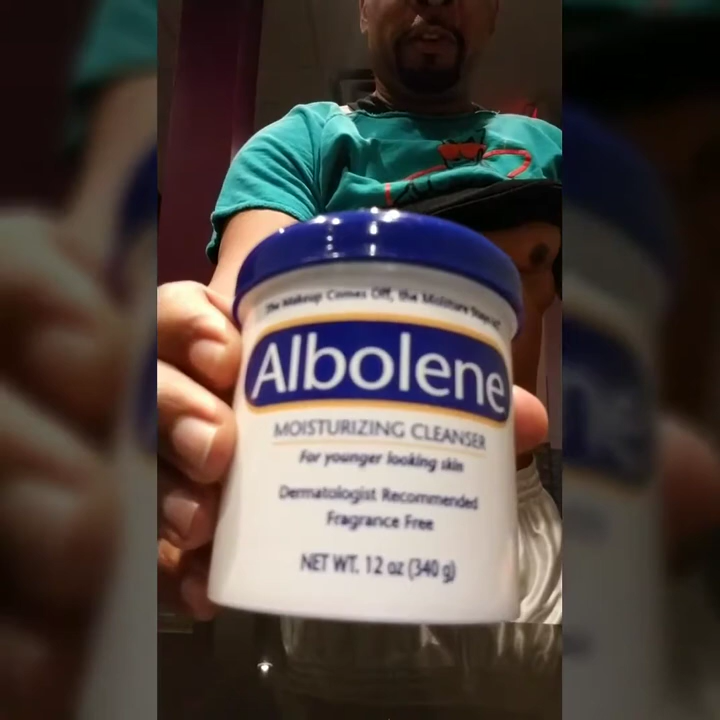 The Makeup Comes Off, the Moisture Stays In!
Albolene
MOISTURIZING CLEANSER
For younger looking skin
Dermatologist Recommended
Fragrance Free
NET WT. 12 oz (340 g)